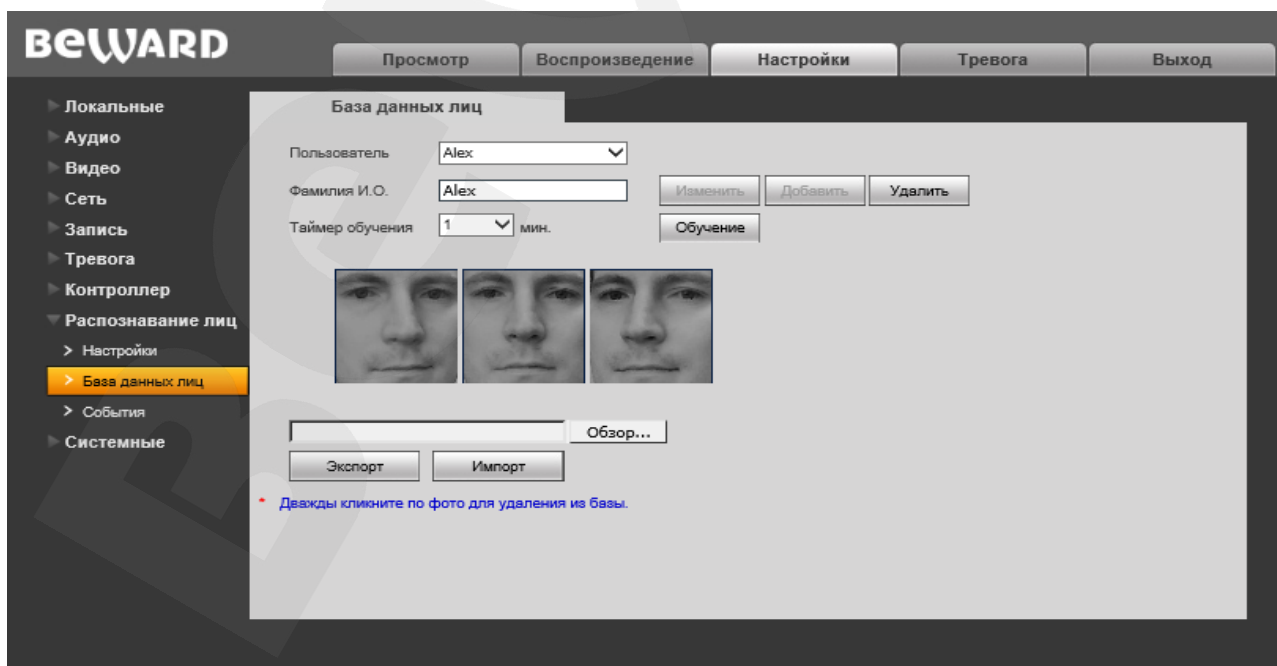 BEWARD
Просмотр Воспроизведение Настройки Тревога Выход
Локальные
Аудио
Видео
Сеть
Запись
Тревога
Контроллер
Распознавание лиц
> Настройки
> База данных лиц
> События
Системные
База данных лиц
Пользователь Alex
Фамилия И.О. Alex Изменить Добавить Удалить
Таймер обучения 1 мин. Обучение
Обзор...
Экспорт Импорт
* Дважды кликните по фото для удаления из базы.